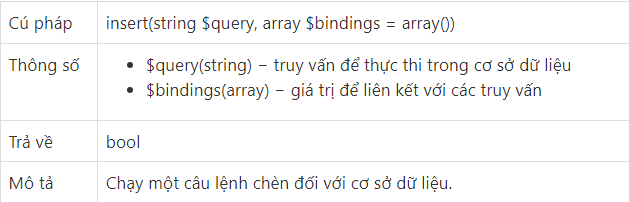 Cú pháp insert(string $query, array $bindings = array())
Thông số
• $query(string) − truy vấn để thực thi trong cơ sở dữ liệu
• $bindings(array) − giá trị để liên kết với các truy vấn
Trả về bool
Mô tả Chạy một câu lệnh chèn đối với cơ sở dữ liệu.